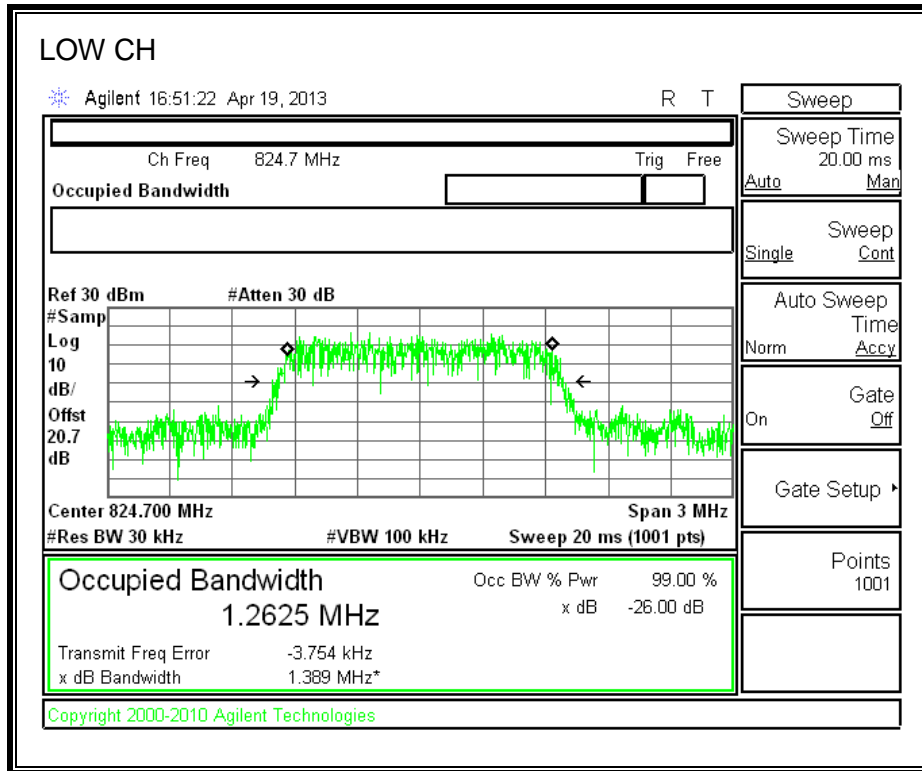 LOW CH
Agilent 16:51:22 Apr 19, 2013 R T
Ch Freq 824.7 MHz Trig Free
Occupied Bandwidth
Ref 30 dBm #Atten 30 dB
#Samp
Log
10
dB/
Offst
20.7
dB
Center 824.700 MHz Span 3 MHz
#Res BW 30 kHz #VBW 100 kHz Sweep 20 ms (1001 pts)
Occupied Bandwidth
1.2625 MHz
Occ BW % Pwr 99.00 %
x dB -26.00 dB
Transmit Freq Error -3.754 kHz
x dB Bandwidth 1.389 MHz*
Copyright 2000-2010 Agilent Technologies
Sweep
Sweep Time
20.00 ms
Auto Man
Sweep
Single Cont
Auto Sweep
Time
Norm Accy
Gate
On Off
Gate Setup
Points
1001